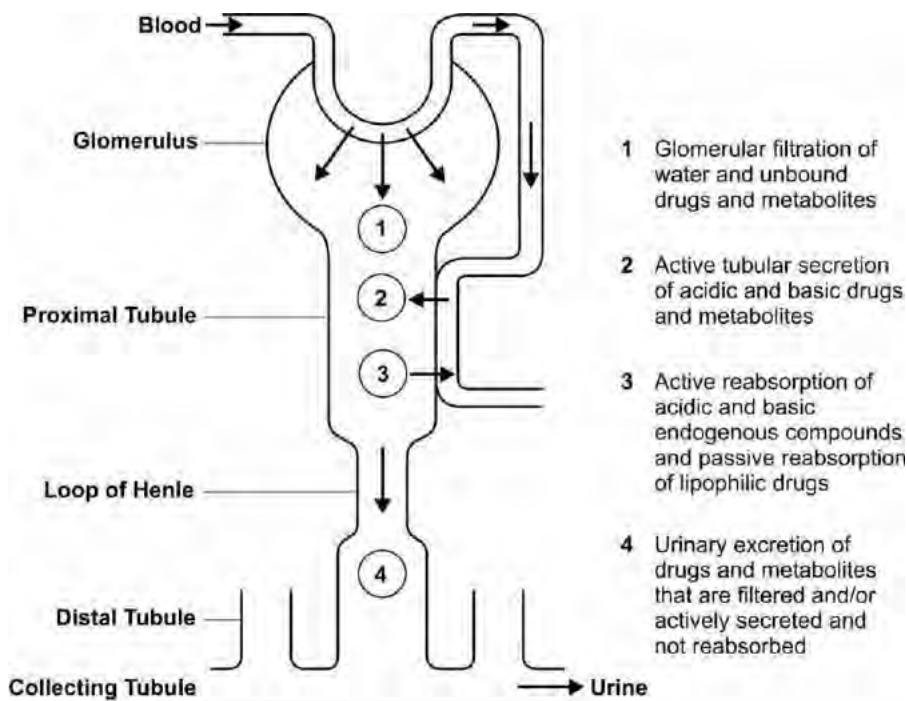 Blood
Glomerulus
Proximal Tubule
Loop of Henle
Distal Tubule
Collecting Tubule
Urine
1
2
3
4
1 Glomerular filtration of
water and unbound
drugs and metabolites
2 Active tubular secretion
of acidic and basic drugs
and metabolites
3 Active reabsorption of
acidic and basic
endogenous compounds
and passive reabsorption
of lipophilic drugs
4 Urinary excretion of
drugs and metabolites
that are filtered and/or
actively secreted and
not reabsorbed